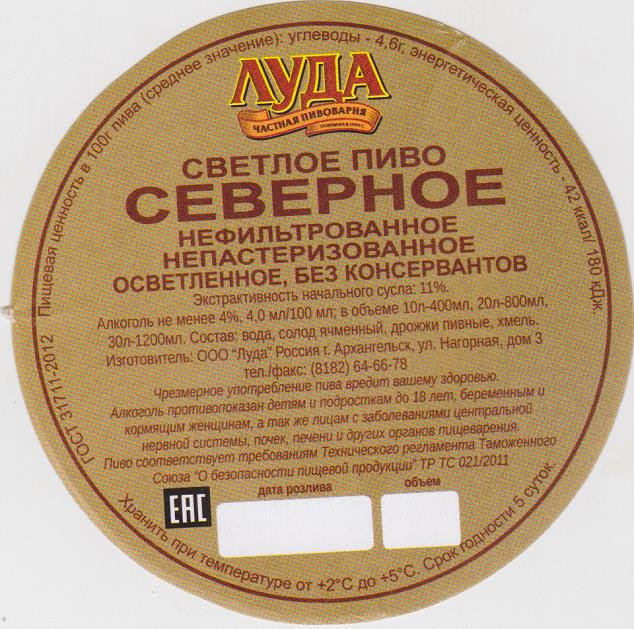 Пищевая ценность в 100г пива (среднее значение): углеводы - 4,6г, энергетическая ценность - 42 ккал/ 180 кДж.
ЛУДА
ЧАСТНАЯ ПИВОВАРНЯ
СВЕТЛОЕ ПИВО
СЕВЕРНОЕ
НЕФИЛЬТРОВАННОЕ
НЕПАСТЕРИЗОВАННОЕ
ОСВЕТЛЕННОЕ, БЕЗ КОНСЕРВАНТОВ
Экстрактивность начального сусла: 11%.
Алкоголь не менее 4%, 4,0 мл/100 мл; в объеме 10л-400мл, 20л-800мл,
30л-1200мл. Состав: вода, солод ячменный, дрожжи пивные, хмель.
Изготовитель: ООО "Луда" Россия г. Архангельск, ул. Нагорная, дом 3
тел./факс: (8182) 64-66-78
Чрезмерное употребление пива вредит вашему здоровью.
Алкоголь противопоказан детям и подросткам до 18 лет, беременным и
кормящим женщинам, а так же лицам с заболеваниями центральной
нервной системы, почек, печени и других органов пищеварения.
Пиво соответствует требованиям Технического регламента Таможенного
Союза "О безопасности пищевой продукции" ТР ТС 021/2011
ГОСТ 31711-2012
EAC
дата розлива
объем
Хранить при температуре от +2°С до +5°С. Срок годности 5 суток.